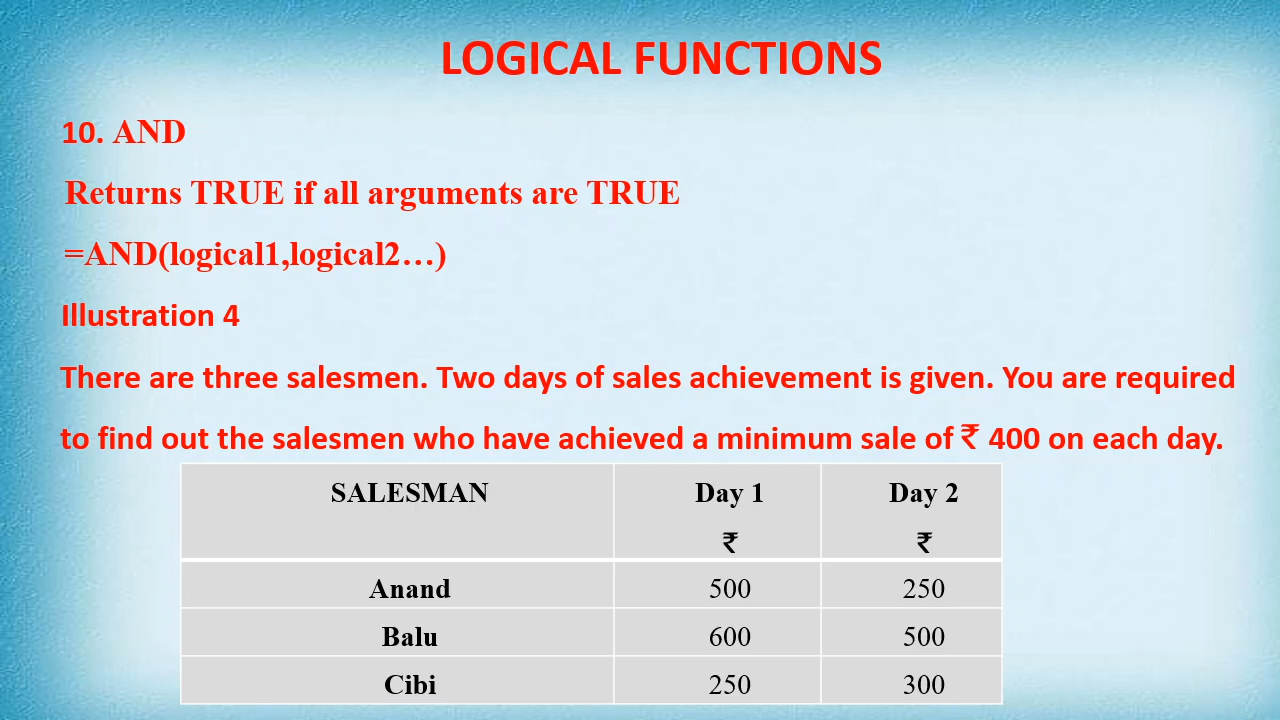 LOGICAL FUNCTIONS
10. AND
Returns TRUE if all arguments are TRUE
=AND(logical1,logical2…)
Illustration 4
There are three salesmen. Two days of sales achievement is given. You are required
to find out the salesmen who have achieved a minimum sale of ₹ 400 on each day.
SALESMAN Day 1 Day 2
₹ ₹
Anand 500 250
Balu 600 500
Cibi 250 300